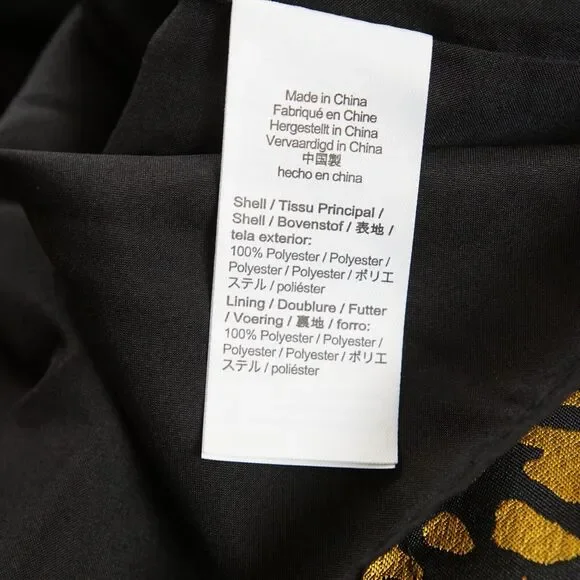 Made in China
Fabriqué en Chine
Hergestellt in China
Vervaardigd in China
中国製
hecho en china
Shell / Tissu Principal /
Shell / Bovenstof / 表地 /
tela exterior:
100% Polyester / Polyester /
Polyester / Polyester / ポリエ
ステル / poliéster
Lining / Doublure / Futter
/ Voering / 裏地 / forro:
100% Polyester / Polyester /
Polyester / Polyester / ポリエ
ステル / poliéster